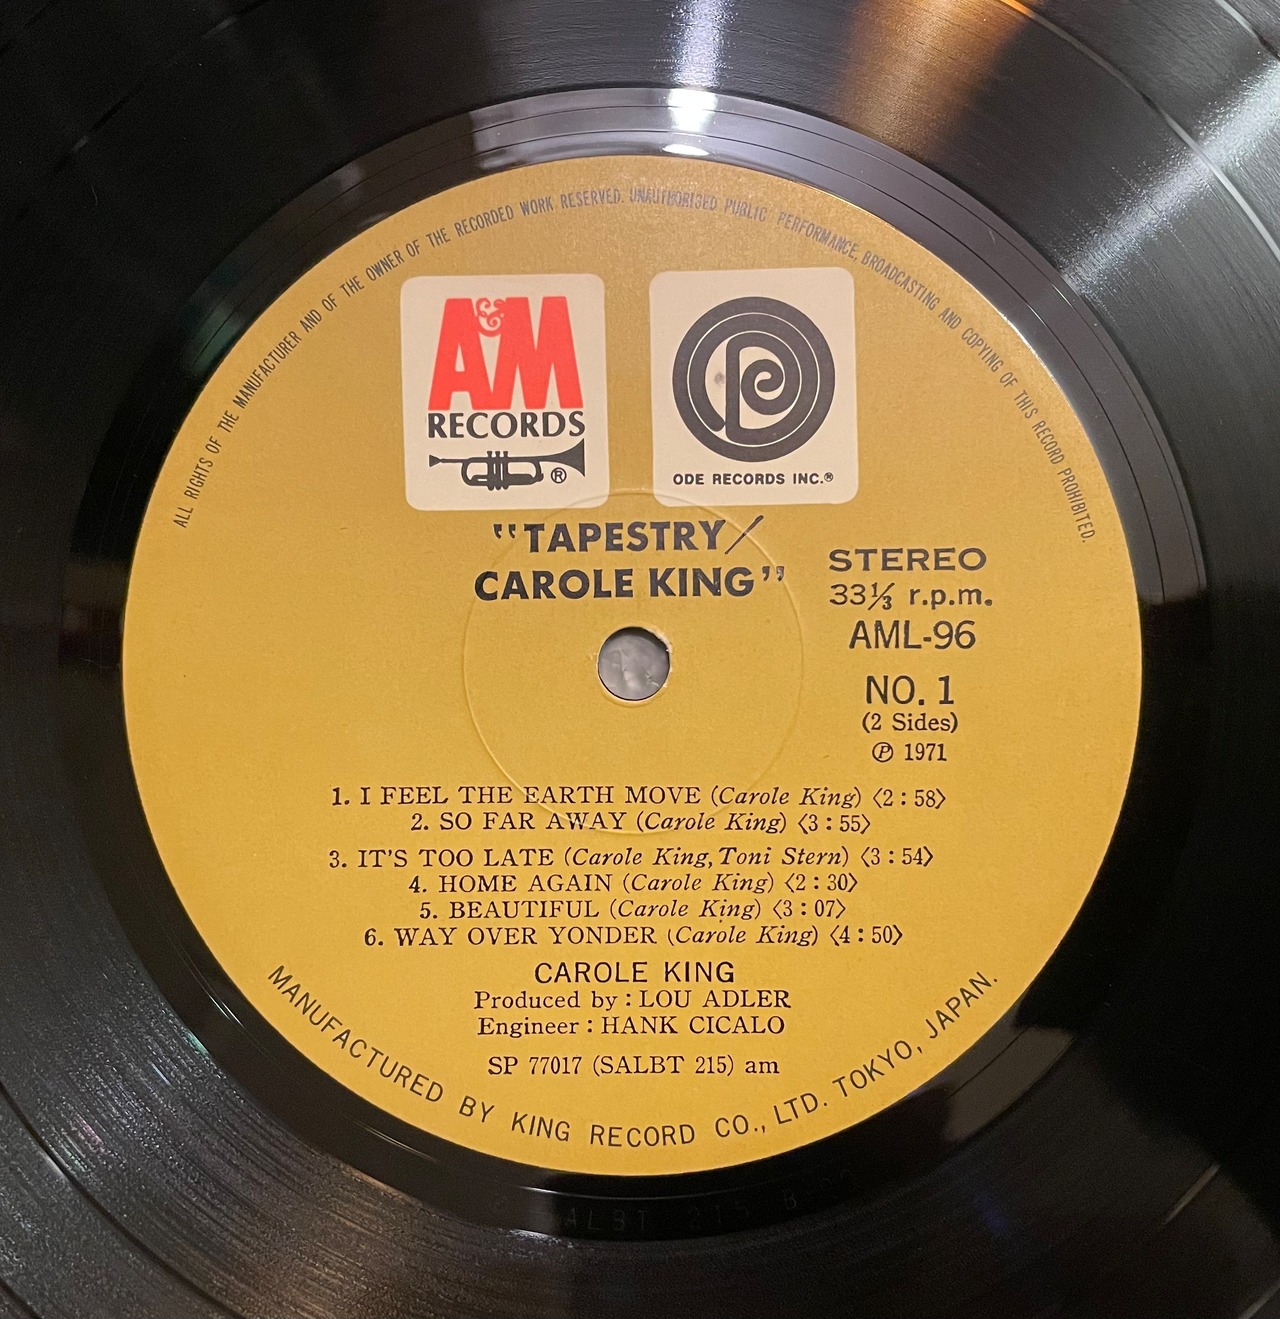 ALL RIGHTS OF THE MANUFACTURER AND OF THE OWNER OF THE RECORDED WORK RESERVED. UNAUTHORISED PUBLIC PERFORMANCE, BROADCASTING AND COPYING OF THIS RECORD PROHIBITED.
A&M
RECORDS
®
ODE RECORDS INC.®
“TAPESTRY/
CAROLE KING”
STEREO
33⅓ r.p.m.
AML-96
NO. 1
(2 Sides)
℗ 1971
1. I FEEL THE EARTH MOVE (Carole King) 〈2:58〉
2. SO FAR AWAY (Carole King) 〈3:55〉
3. IT'S TOO LATE (Carole King, Toni Stern) 〈3:54〉
4. HOME AGAIN (Carole King) 〈2:30〉
5. BEAUTIFUL (Carole King) 〈3:07〉
6. WAY OVER YONDER (Carole King) 〈4:50〉
CAROLE KING
Produced by : LOU ADLER
Engineer : HANK CICALO
SP 77017 (SALBT 215) am
MANUFACTURED BY KING RECORD CO., LTD. TOKYO, JAPAN.